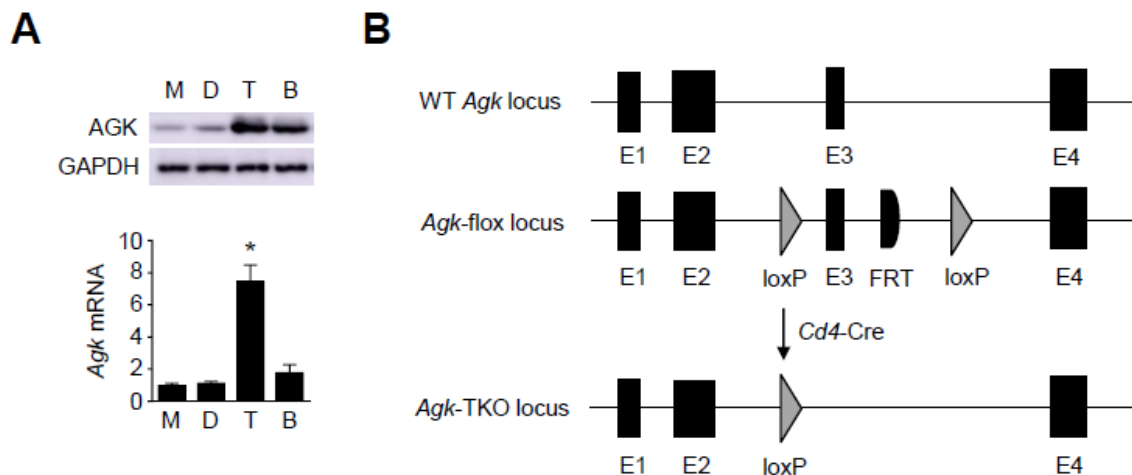 A
M D T B
AGK
GAPDH
Agk mRNA
10
8
6
4
2
0
*
M D T B
B
WT Agk locus
E1 E2 E3 E4
Agk-flox locus
E1 E2 loxP E3 FRT loxP E4
Cd4-Cre
Agk-TKO locus
E1 E2 loxP E4